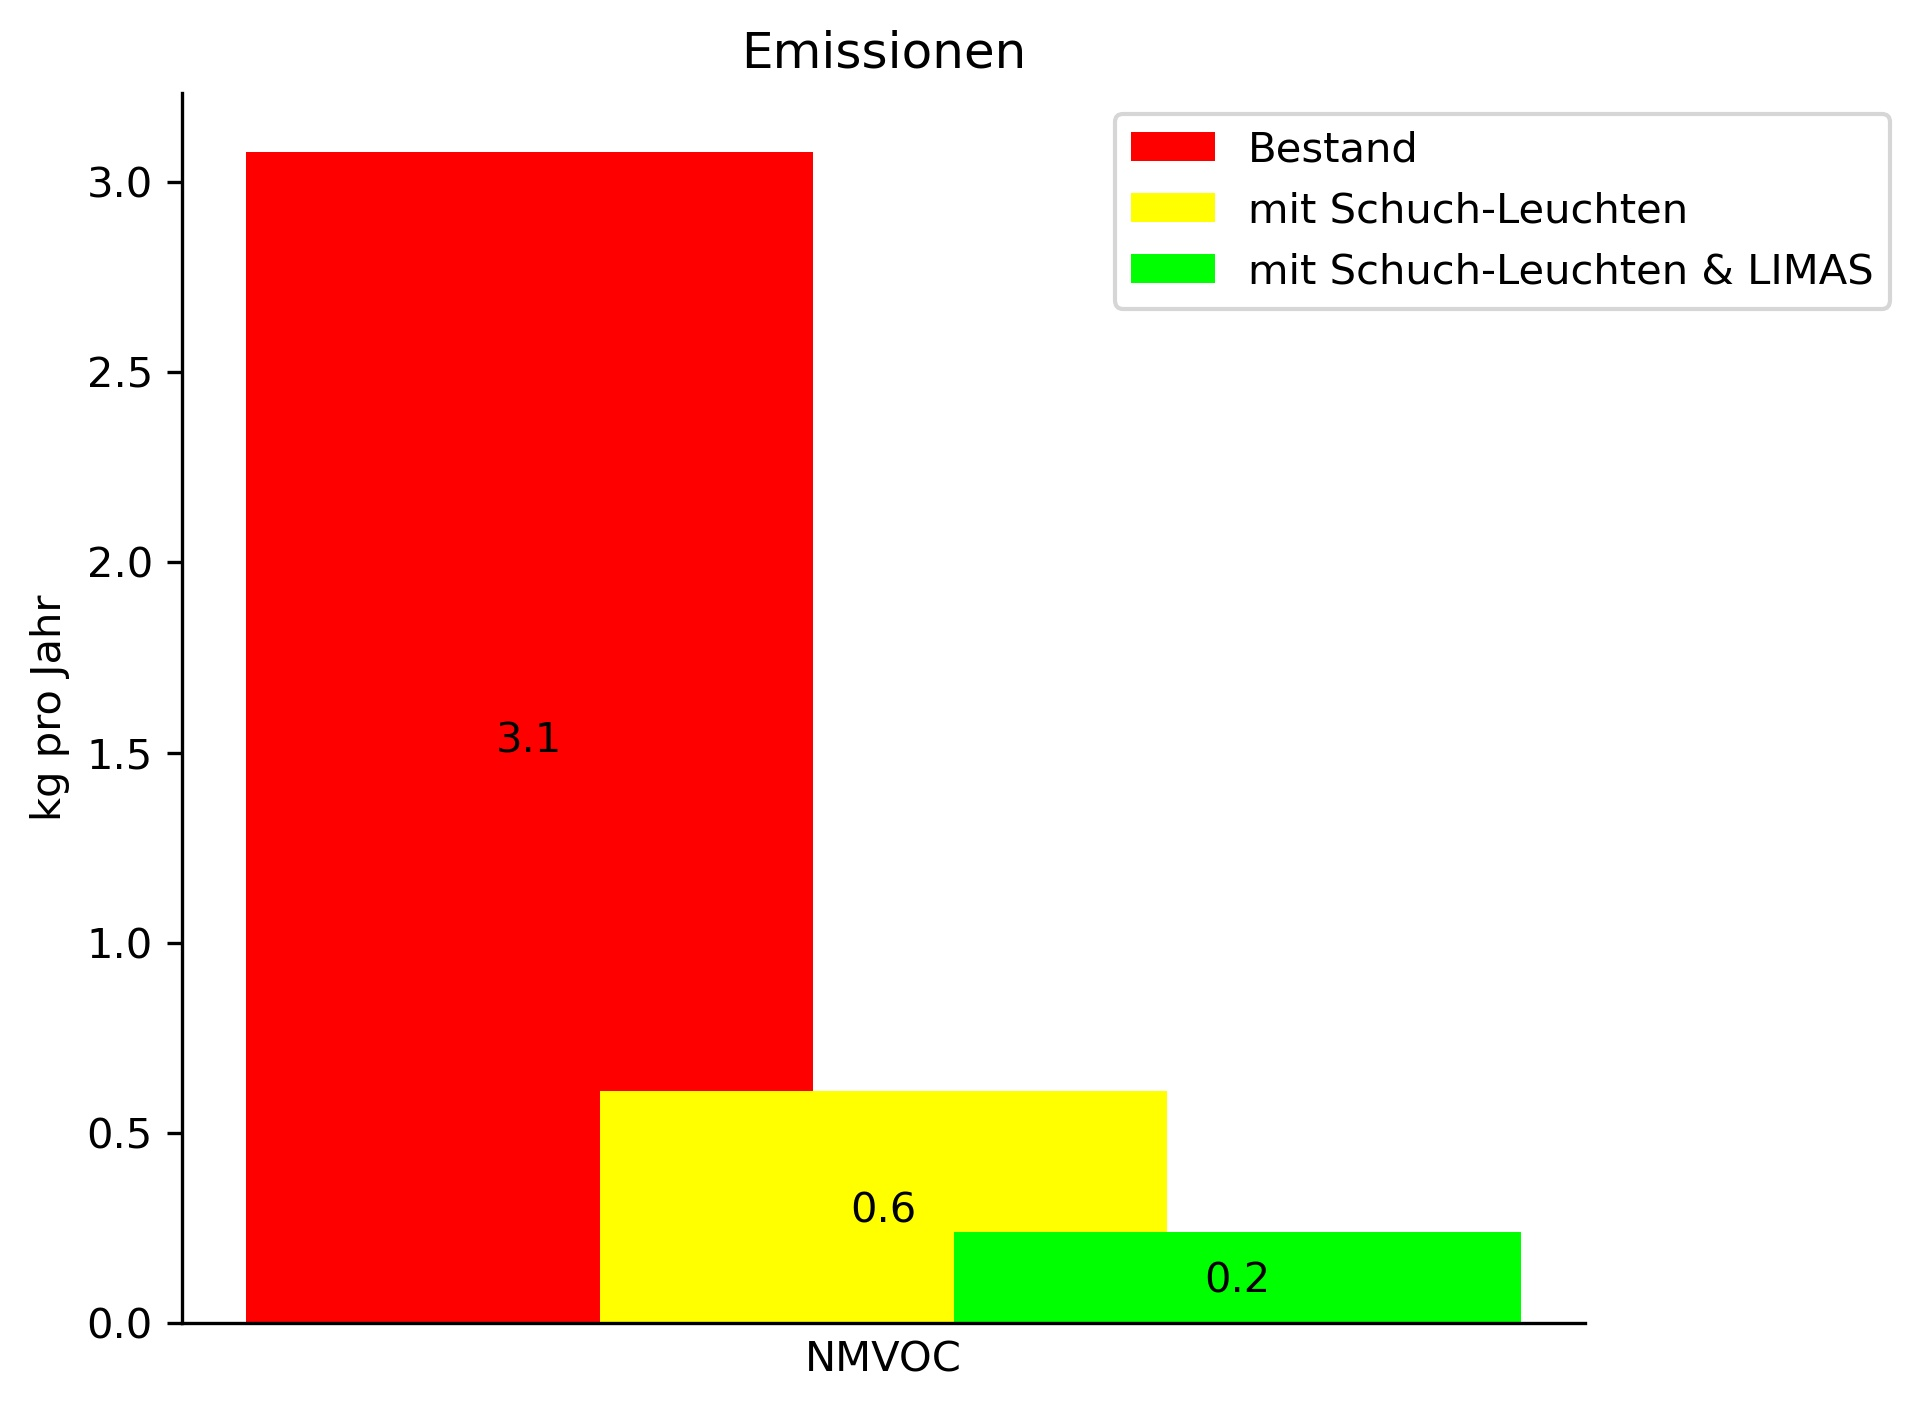 Emissionen
Bestand
mit Schuch-Leuchten
mit Schuch-Leuchten & LIMAS
kg pro Jahr
3.0
2.5
2.0
1.5
1.0
0.5
0.0
3.1
0.6
0.2
NMVOC